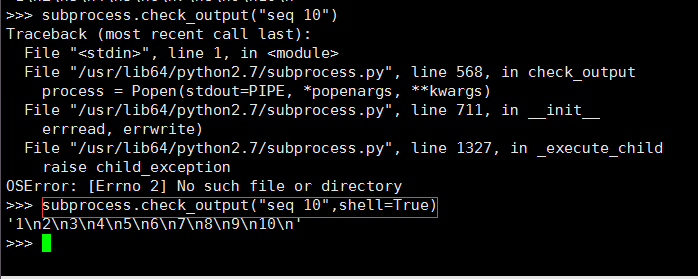 >>> subprocess.check_output("seq 10")
Traceback (most recent call last):
  File "<stdin>", line 1, in <module>
  File "/usr/lib64/python2.7/subprocess.py", line 568, in check_output
    process = Popen(stdout=PIPE, *popenargs, **kwargs)
  File "/usr/lib64/python2.7/subprocess.py", line 711, in __init__
    errread, errwrite)
  File "/usr/lib64/python2.7/subprocess.py", line 1327, in _execute_child
    raise child_exception
OSError: [Errno 2] No such file or directory
>>> subprocess.check_output("seq 10",shell=True)
'1\n2\n3\n4\n5\n6\n7\n8\n9\n10\n'
>>>